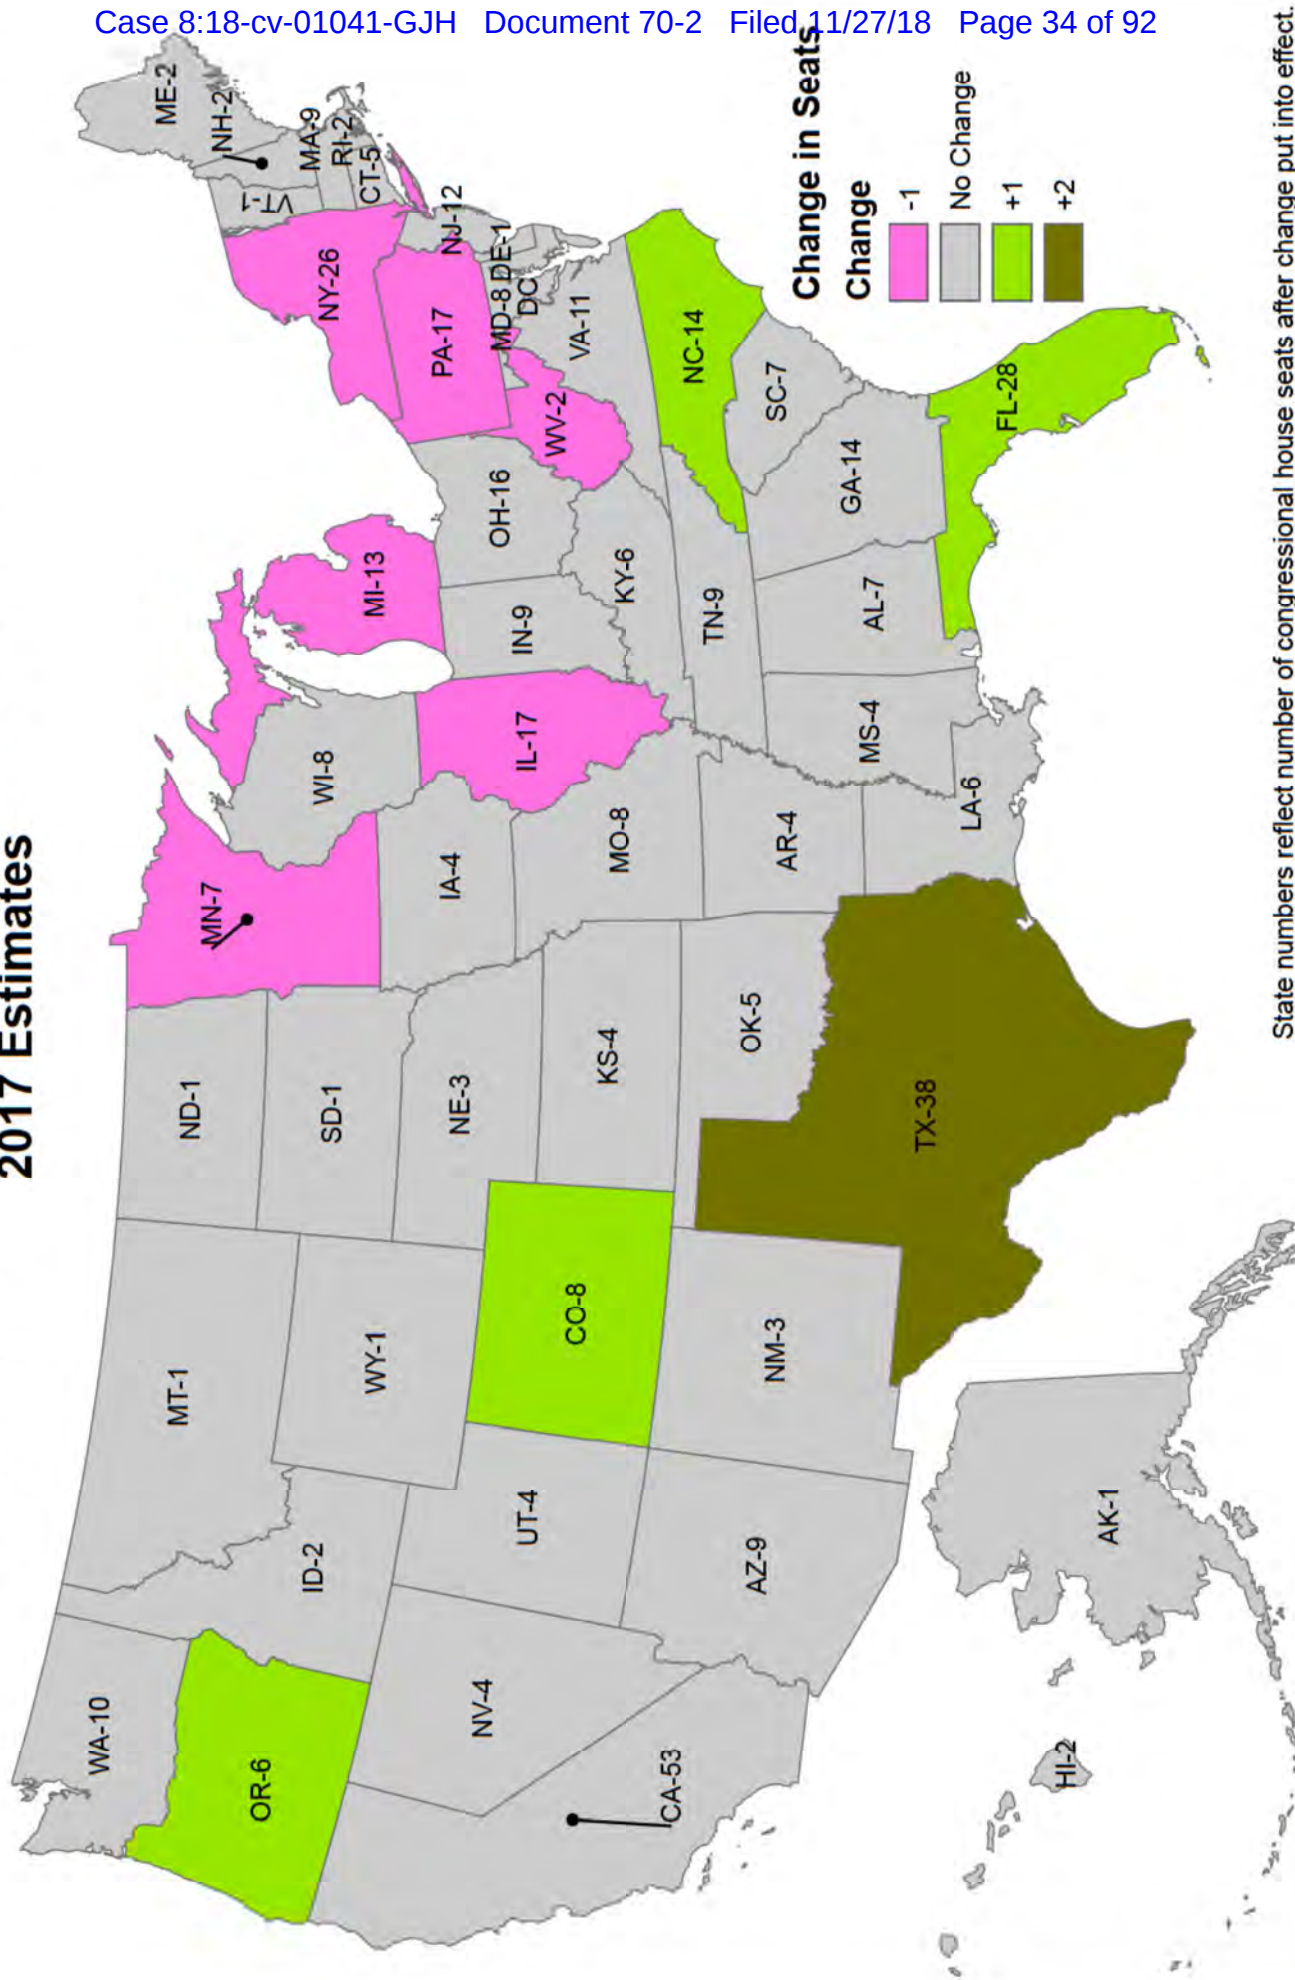 Case 8:18-cv-01041-GJH Document 70-2 Filed 11/27/18 Page 34 of 92
2017 Estimates
WA-10
OR-6
CA-53
NV-4
ID-2
MT-1
WY-1
UT-4
AZ-9
CO-8
NM-3
ND-1
SD-1
NE-3
KS-4
OK-5
TX-38
MN-7
IA-4
MO-8
AR-4
LA-6
WI-8
IL-17
MS-4
MI-13
IN-9
KY-6
TN-9
AL-7
OH-16
GA-14
FL-28
SC-7
NC-14
VA-11
WV-2
PA-17
NY-26
MD-8
DE-1
DC
NJ-12
VT-1
NH-2
ME-2
MA-9
RI-2
CT-5
AK-1
HI-2
Change in Seats
Change
-1
No Change
+1
+2
State numbers reflect number of congressional house seats after change put into effect.